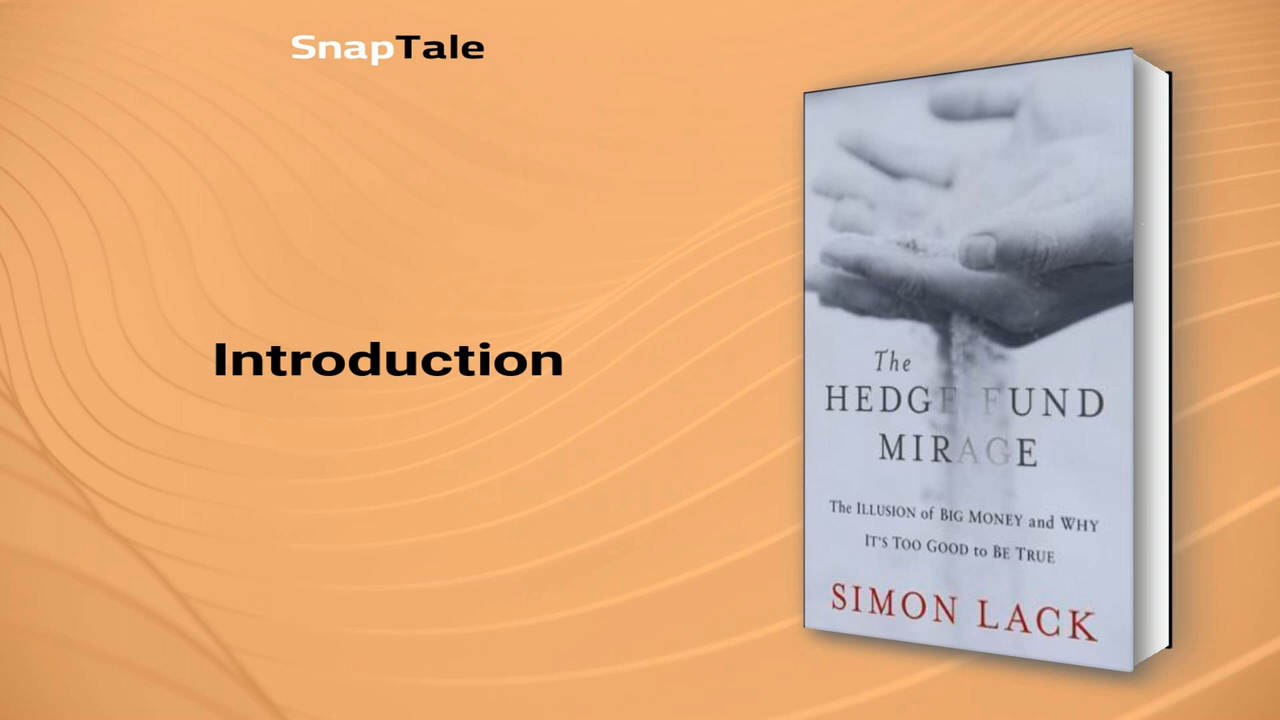 SnapTale
Introduction
The
HEDGE FUND
MIRAGE
The ILLUSION of BIG MONEY and WHY
IT'S TOO GOOD to BE TRUE
SIMON LACK